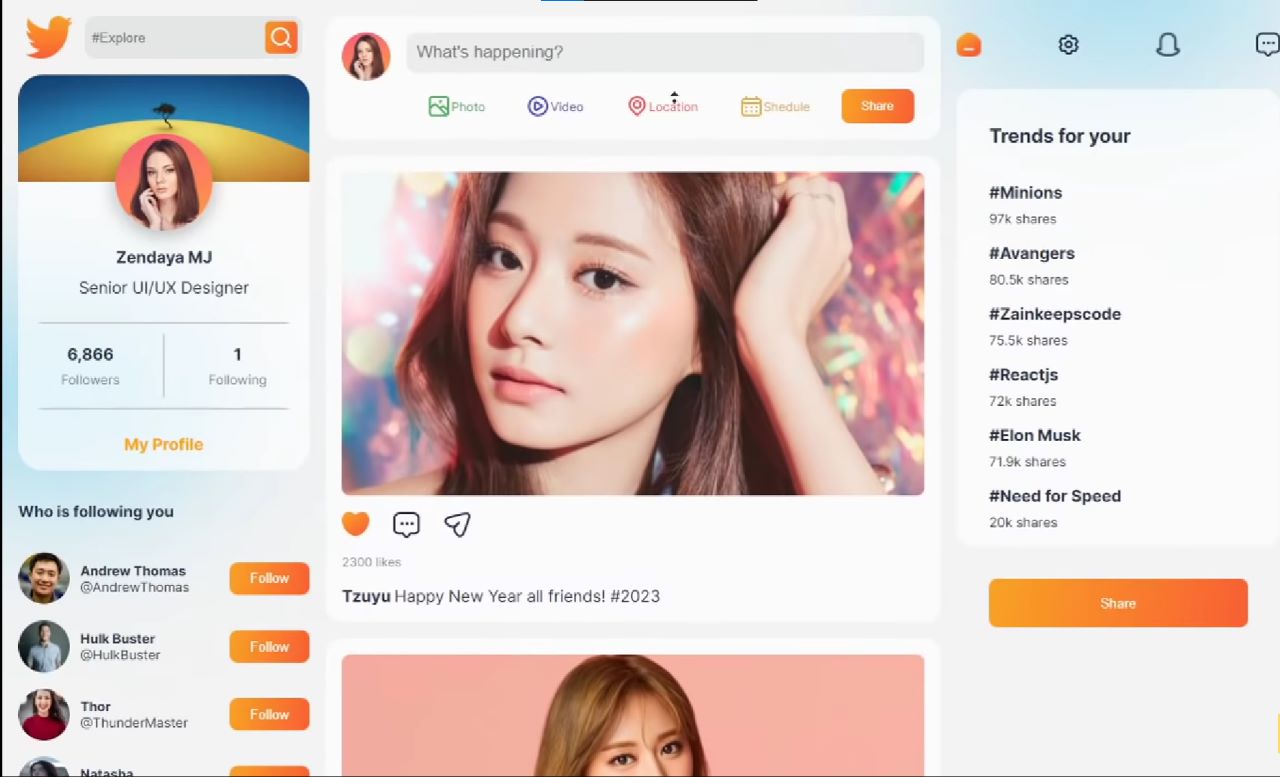 #Explore
Zendaya MJ
Senior UI/UX Designer
6,866
Followers
1
Following
My Profile
Who is following you
Andrew Thomas
@AndrewThomas
Follow
Hulk Buster
@HulkBuster
Follow
Thor
@ThunderMaster
Follow
Natasha
What's happening?
Photo
Video
Location
Shedule
Share
2300 likes
Tzuyu Happy New Year all friends! #2023
Trends for your
#Minions
97k shares
#Avangers
80.5k shares
#Zainkeepscode
75.5k shares
#Reactjs
72k shares
#Elon Musk
71.9k shares
#Need for Speed
20k shares
Share